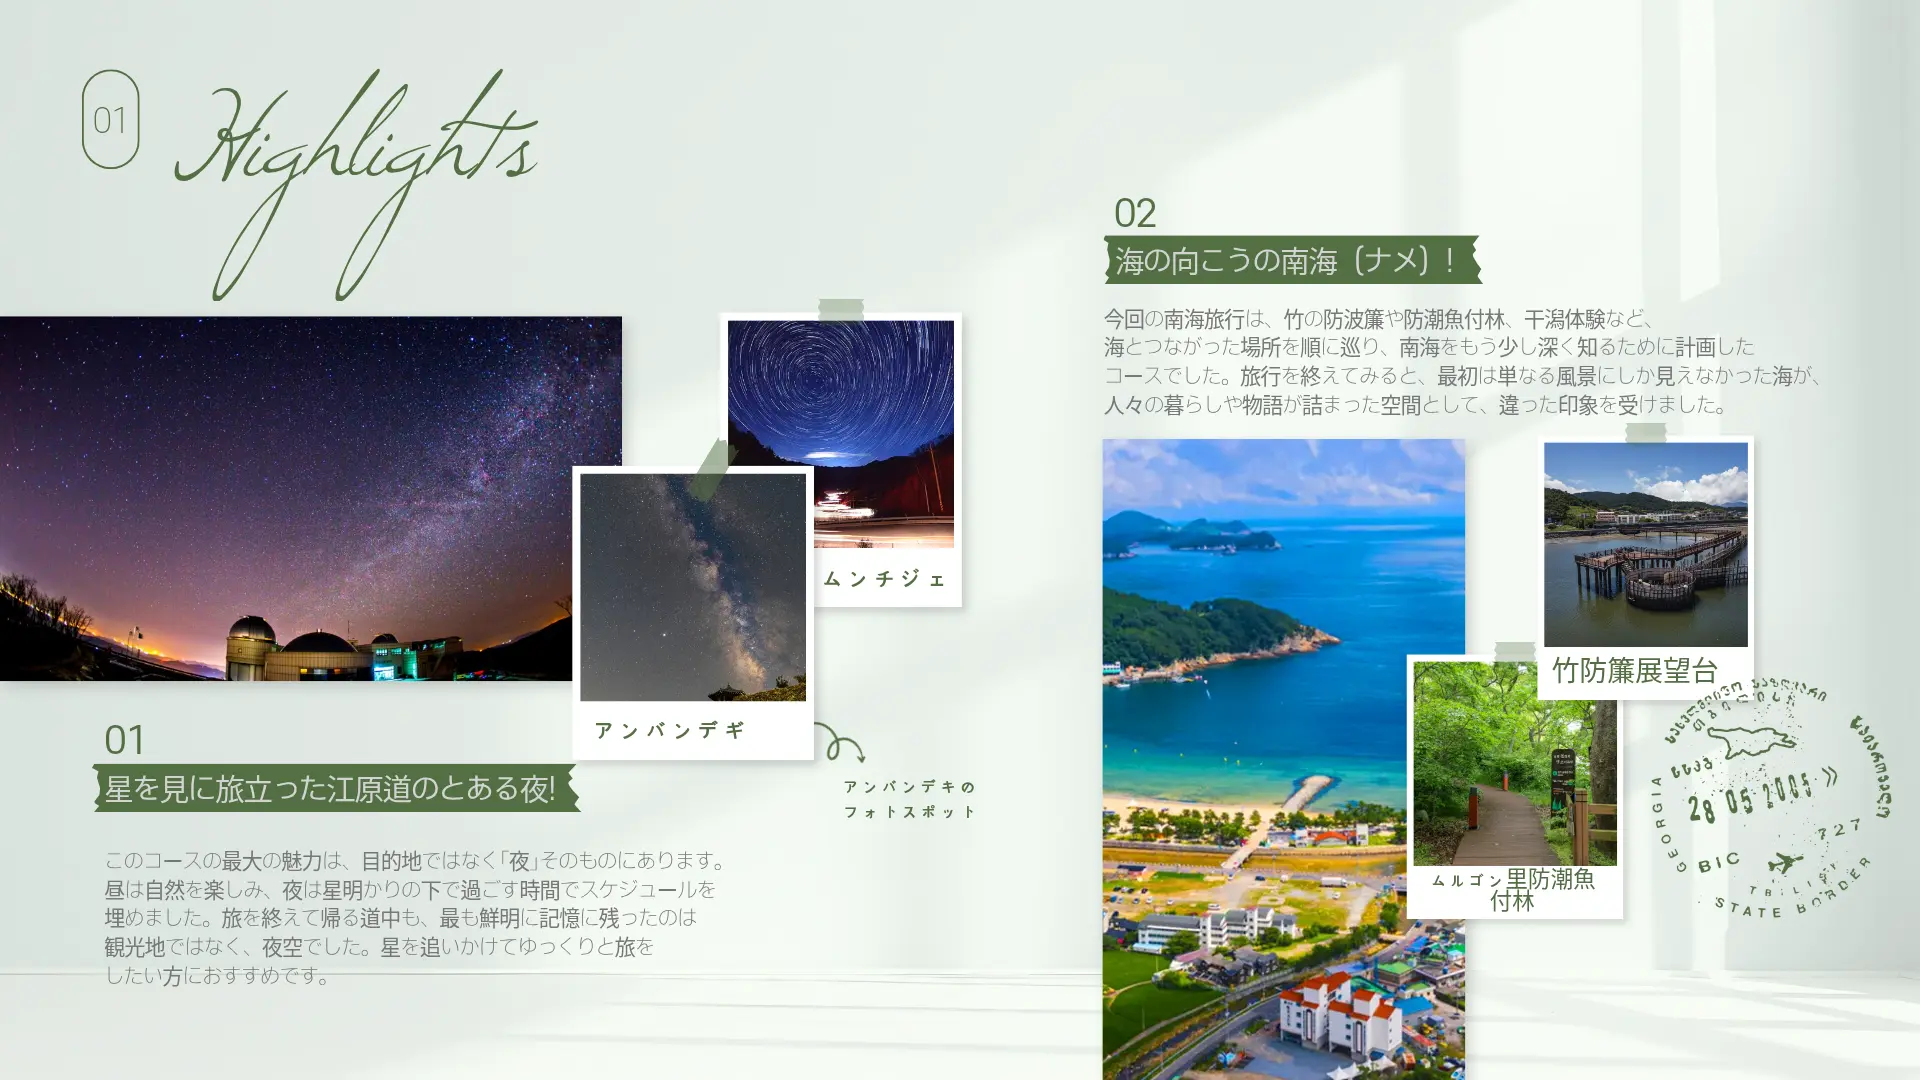 01
Highlights
ムンチジェ
アンバンデギ
アンバンデキの
フォトスポット
01
星を見に旅立った江原道のとある夜!
このコースの最大の魅力は、目的地ではなく「夜」そのものにあります。
昼は自然を楽しみ、夜は星明かりの下で過ごす時間でスケジュールを
埋めました。旅を終えて帰る道中も、最も鮮明に記憶に残ったのは
観光地ではなく、夜空でした。星を追いかけてゆっくりと旅を
したい方におすすめです。
02
海の向こうの南海（ナメ）！
今回の南海旅行は、竹の防波簾や防潮魚付林、干潟体験など、
海とつながった場所を順に巡り、南海をもう少し深く知るために計画した
コースでした。旅行を終えてみると、最初は単なる風景にしか見えなかった海が、
人々の暮らしや物語が詰まった空間として、違った印象を受けました。
竹防簾展望台
ムルゴン里防潮魚
付林
28 05 2005
GEORGIA
BIC
727
TBILISI
STATE BORDER